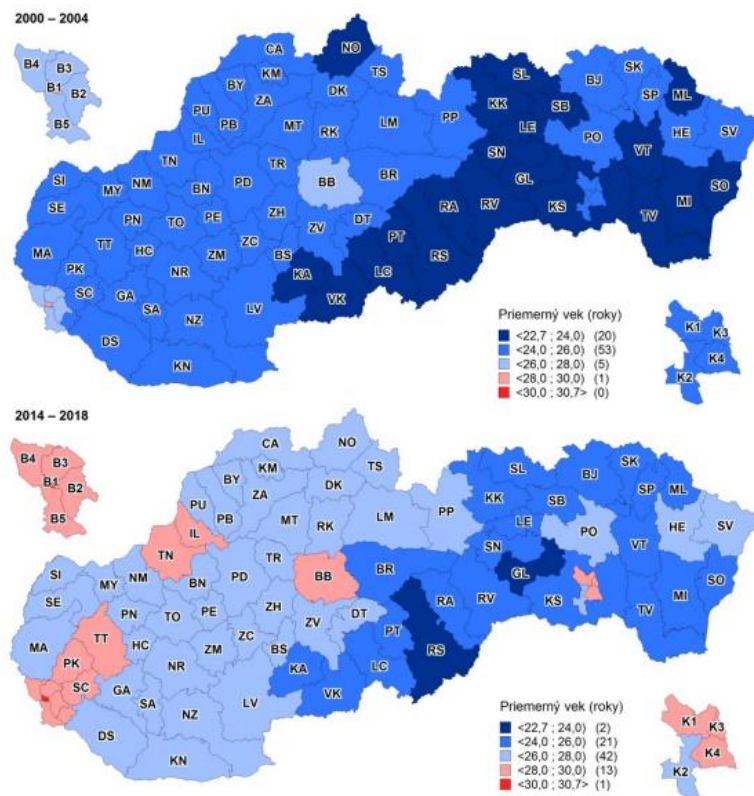 2000 – 2004
B4
B3
B1
B2
B5
CA
NO
BY
KM
TS
PU
ZA
DK
PB
IL
MT
RK
LM
PP
TN
TR
SI
MY
NM
BN
PD
BB
BR
SE
PN
TO
PE
ZH
ZV
DT
MA
TT
HC
ZM
ZC
BS
PK
NR
KA
SC
GA
SA
NZ
LV
VK
DS
KN
SL
BJ
SK
KK
SB
SP
ML
LE
PO
HE
SV
SN
VT
GL
SO
RA
RV
KS
MI
TV
PT
RS
LC
Priemerný vek (roky)
<22,7 ; 24,0) (20)
<24,0 ; 26,0) (53)
<26,0 ; 28,0) (5)
<28,0 ; 30,0) (1)
<30,0 ; 30,7> (0)
K1
K3
K4
K2
2014 – 2018
B4
B3
B1
B2
B5
CA
NO
BY
KM
TS
PU
ZA
DK
PB
IL
MT
RK
LM
PP
TN
TR
SI
MY
NM
BN
PD
BB
BR
SE
PN
TO
PE
ZH
ZV
DT
MA
TT
HC
ZM
ZC
BS
PK
NR
KA
SC
GA
SA
NZ
LV
VK
DS
KN
SL
BJ
SK
KK
SB
SP
ML
LE
PO
HE
SV
SN
VT
GL
SO
RA
RV
KS
MI
TV
PT
RS
LC
Priemerný vek (roky)
<22,7 ; 24,0) (2)
<24,0 ; 26,0) (21)
<26,0 ; 28,0) (42)
<28,0 ; 30,0) (13)
<30,0 ; 30,7> (1)
K1
K3
K4
K2